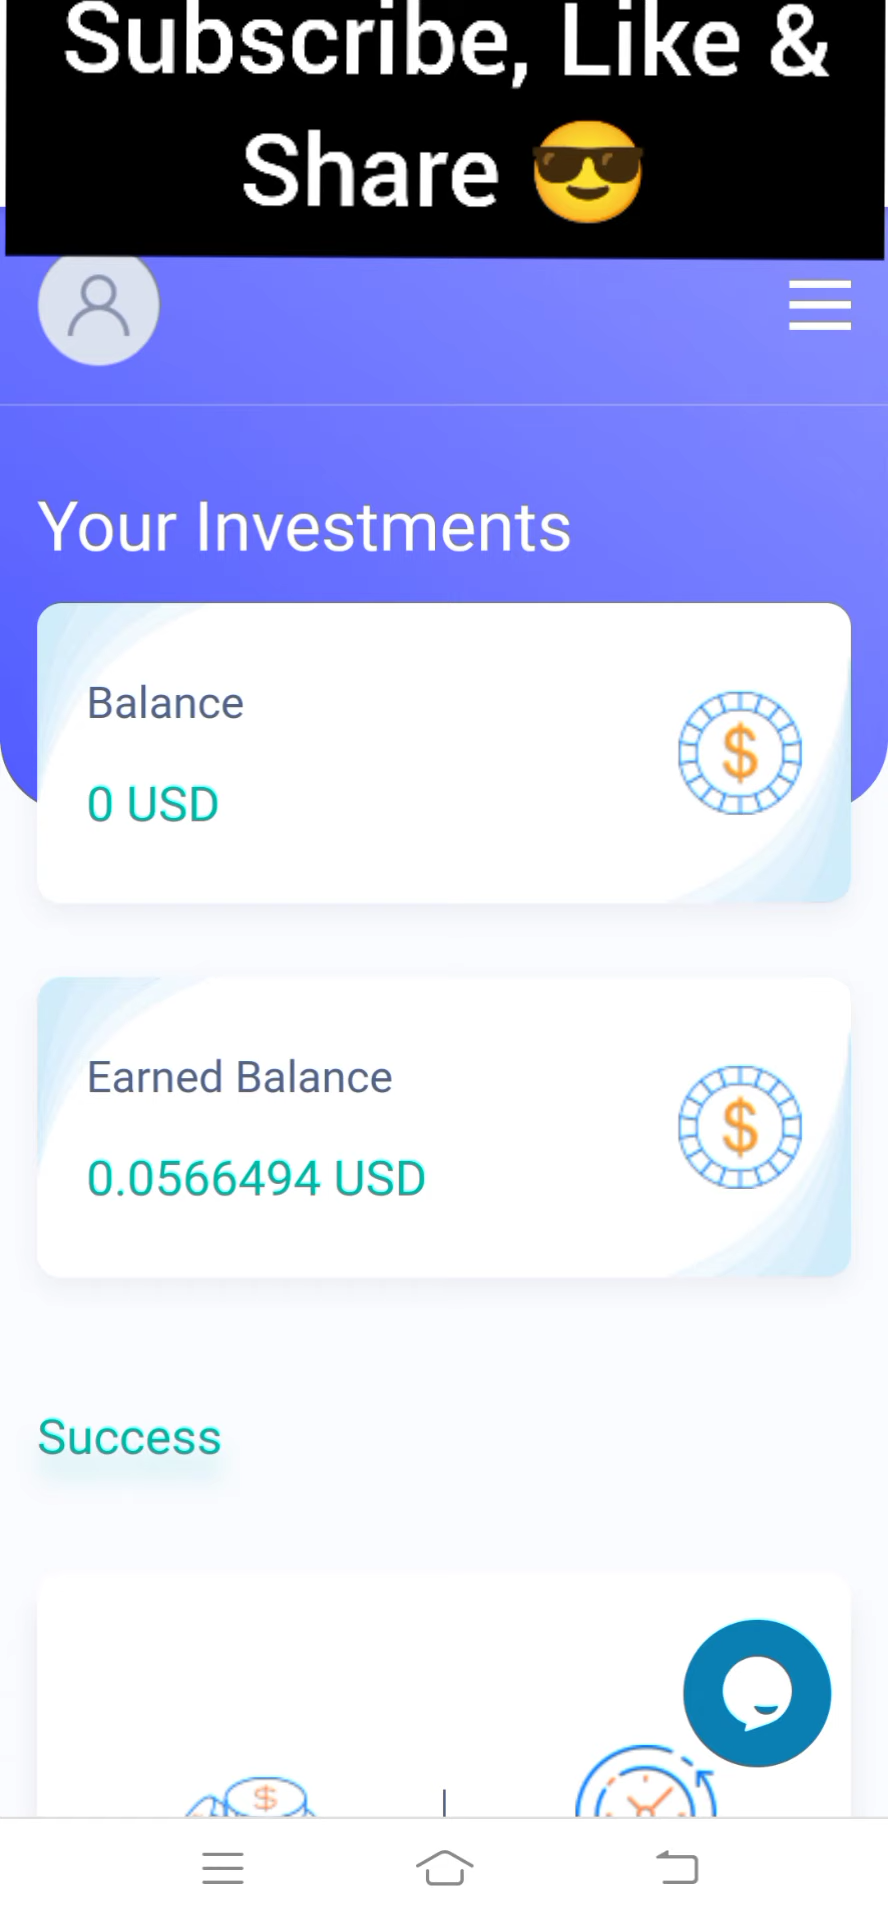 Subscribe, Like &
Share 😎
Your Investments
Balance
0 USD
$
Earned Balance
0.0566494 USD
$
Success
$